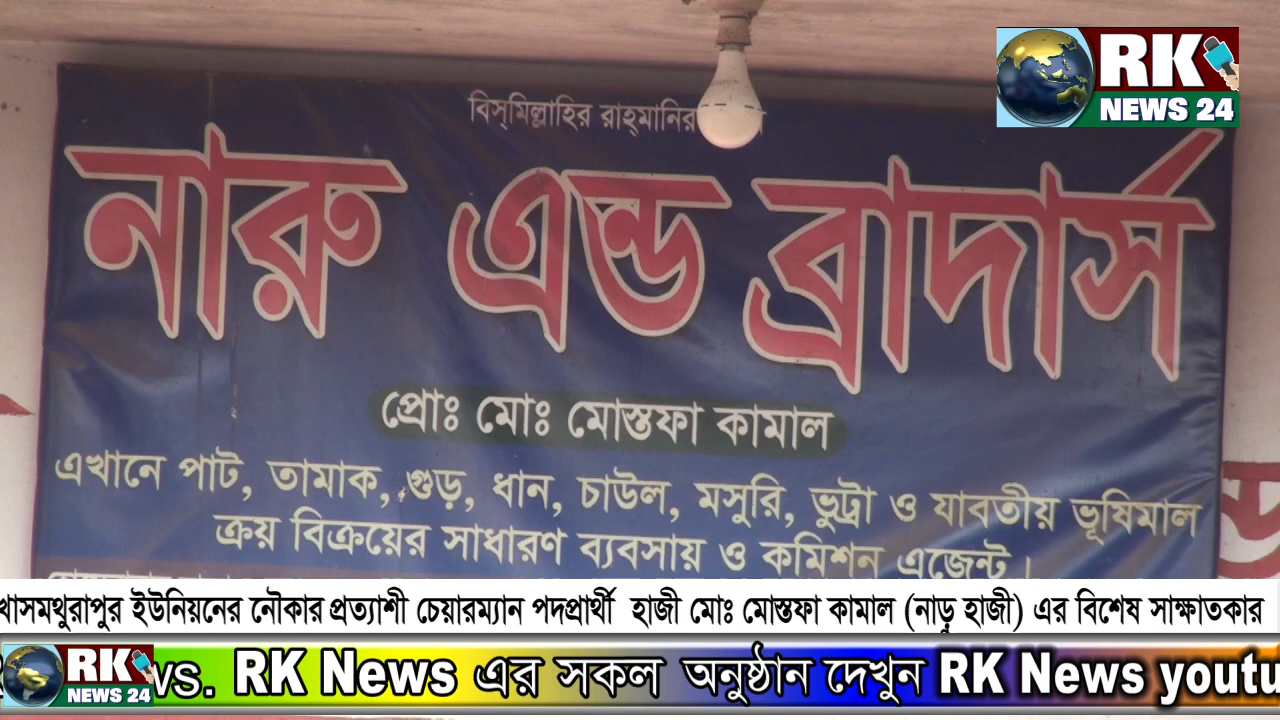 RK
NEWS 24
বিস্‌মিল্লাহির রাহ্‌মানির
নারু এন্ড ব্রাদার্স
প্রোঃ মোঃ মোস্তফা কামাল
এখানে পাট, তামাক, গুড়, ধান, চাউল, মসুরি, ভুট্রা ও যাবতীয় ভূষিমাল
ক্রয় বিক্রয়ের সাধারণ ব্যবসায় ও কমিশন এজেন্ট।
খাসমথুরাপুর ইউনিয়নের নৌকার প্রত্যাশী চেয়ারম্যান পদপ্রার্থী হাজী মোঃ মোস্তফা কামাল (নাড়ু হাজী) এর বিশেষ সাক্ষাতকার
RK
NEWS 24
vs. RK News এর সকল অনুষ্ঠান দেখুন RK News youtu